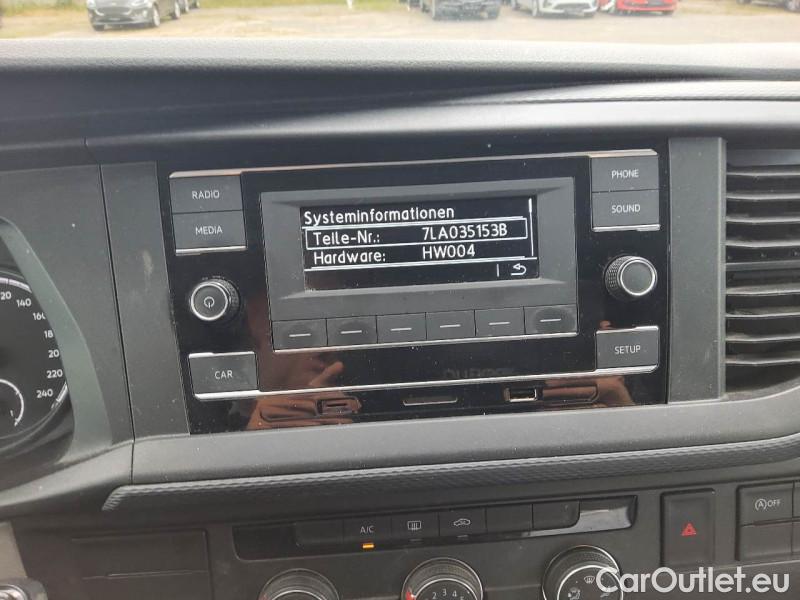 RADIO
MEDIA
PHONE
SOUND
Systeminformationen
Teile-Nr.: 7LA035153B
Hardware: HW004
CAR
SETUP
120
140
160
180
200
220
240
A/C
OFF
CarOutlet.eu